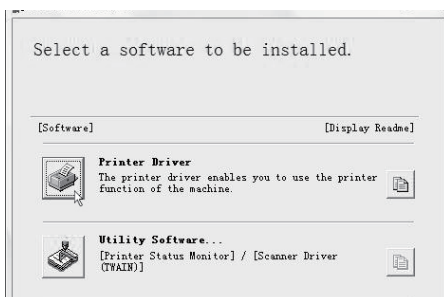 Select a software to be installed.
[Software] [Display Readme]
Printer Driver
The printer driver enables you to use the printer
function of the machine.
Utility Software...
[Printer Status Monitor] / [Scanner Driver
(TWAIN)]